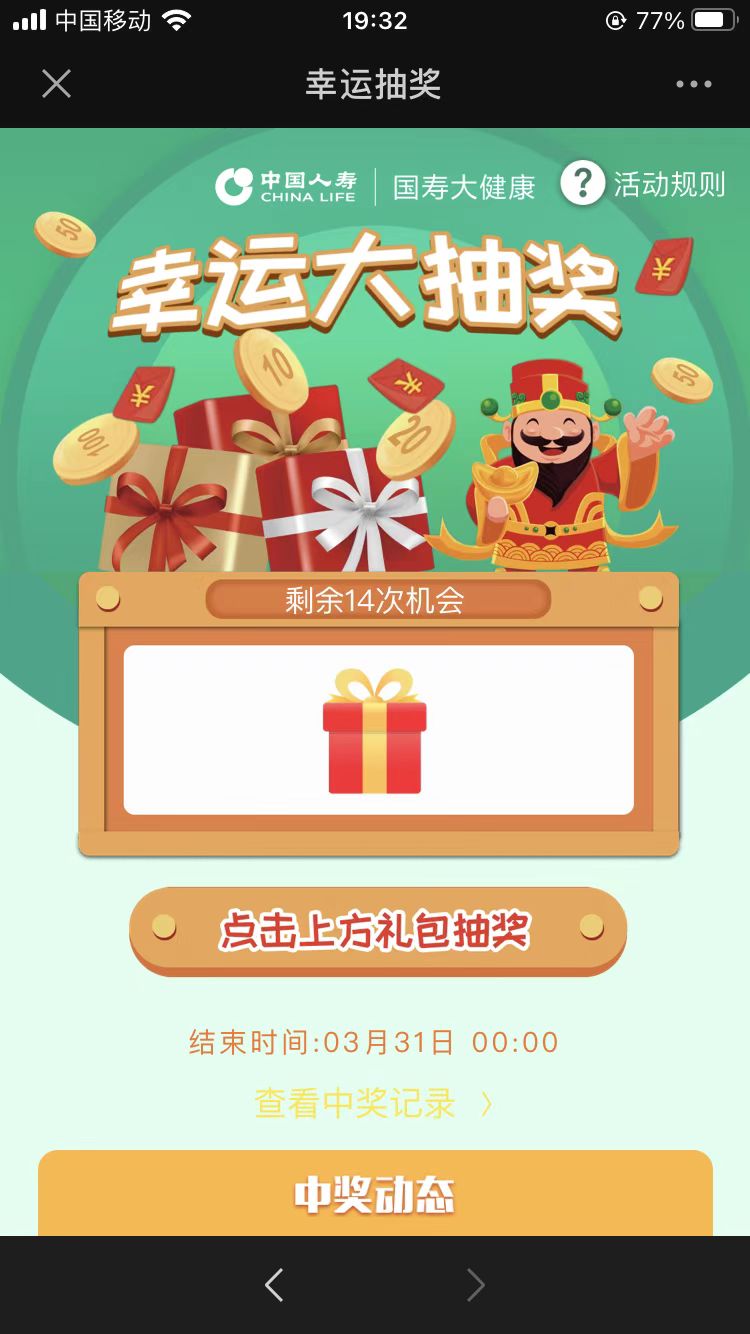 中国移动 19:32 77%
幸运抽奖
中国人寿 CHINA LIFE 国寿大健康 ? 活动规则
幸运大抽奖
50
¥
10
¥
¥
50
100
20
剩余14次机会
点击上方礼包抽奖
结束时间:03月31日 00:00
查看中奖记录
中奖动态